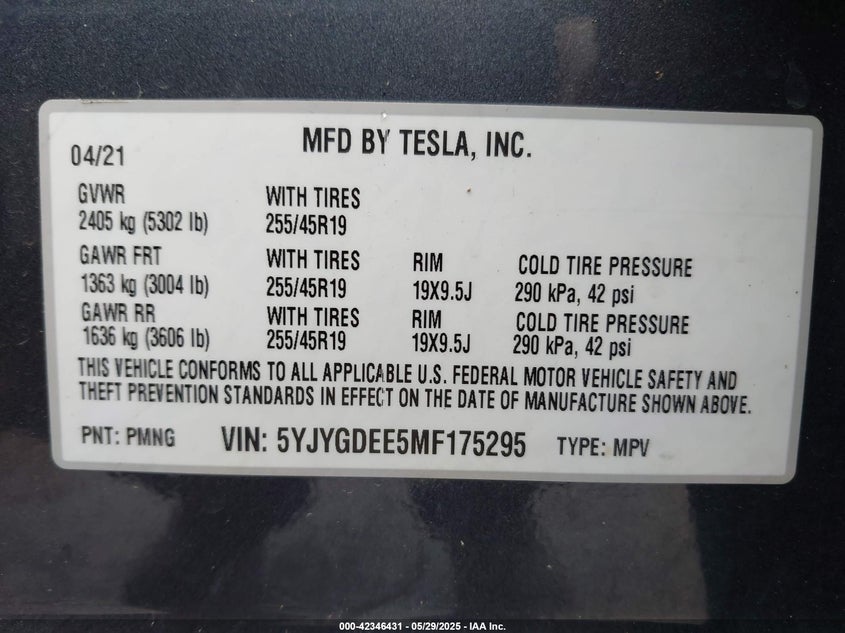 MFD BY TESLA, INC.
04/21
GVWR WITH TIRES
2405 kg (5302 lb) 255/45R19
GAWR FRT WITH TIRES RIM COLD TIRE PRESSURE
1363 kg (3004 lb) 255/45R19 19X9.5J 290 kPa, 42 psi
GAWR RR WITH TIRES RIM COLD TIRE PRESSURE
1636 kg (3606 lb) 255/45R19 19X9.5J 290 kPa, 42 psi
THIS VEHICLE CONFORMS TO ALL APPLICABLE U.S. FEDERAL MOTOR VEHICLE SAFETY AND
THEFT PREVENTION STANDARDS IN EFFECT ON THE DATE OF MANUFACTURE SHOWN ABOVE.
PNT: PMNG VIN: 5YJYGDEE5MF175295 TYPE: MPV
000-42346431 - 05/29/2025 - IAA Inc.